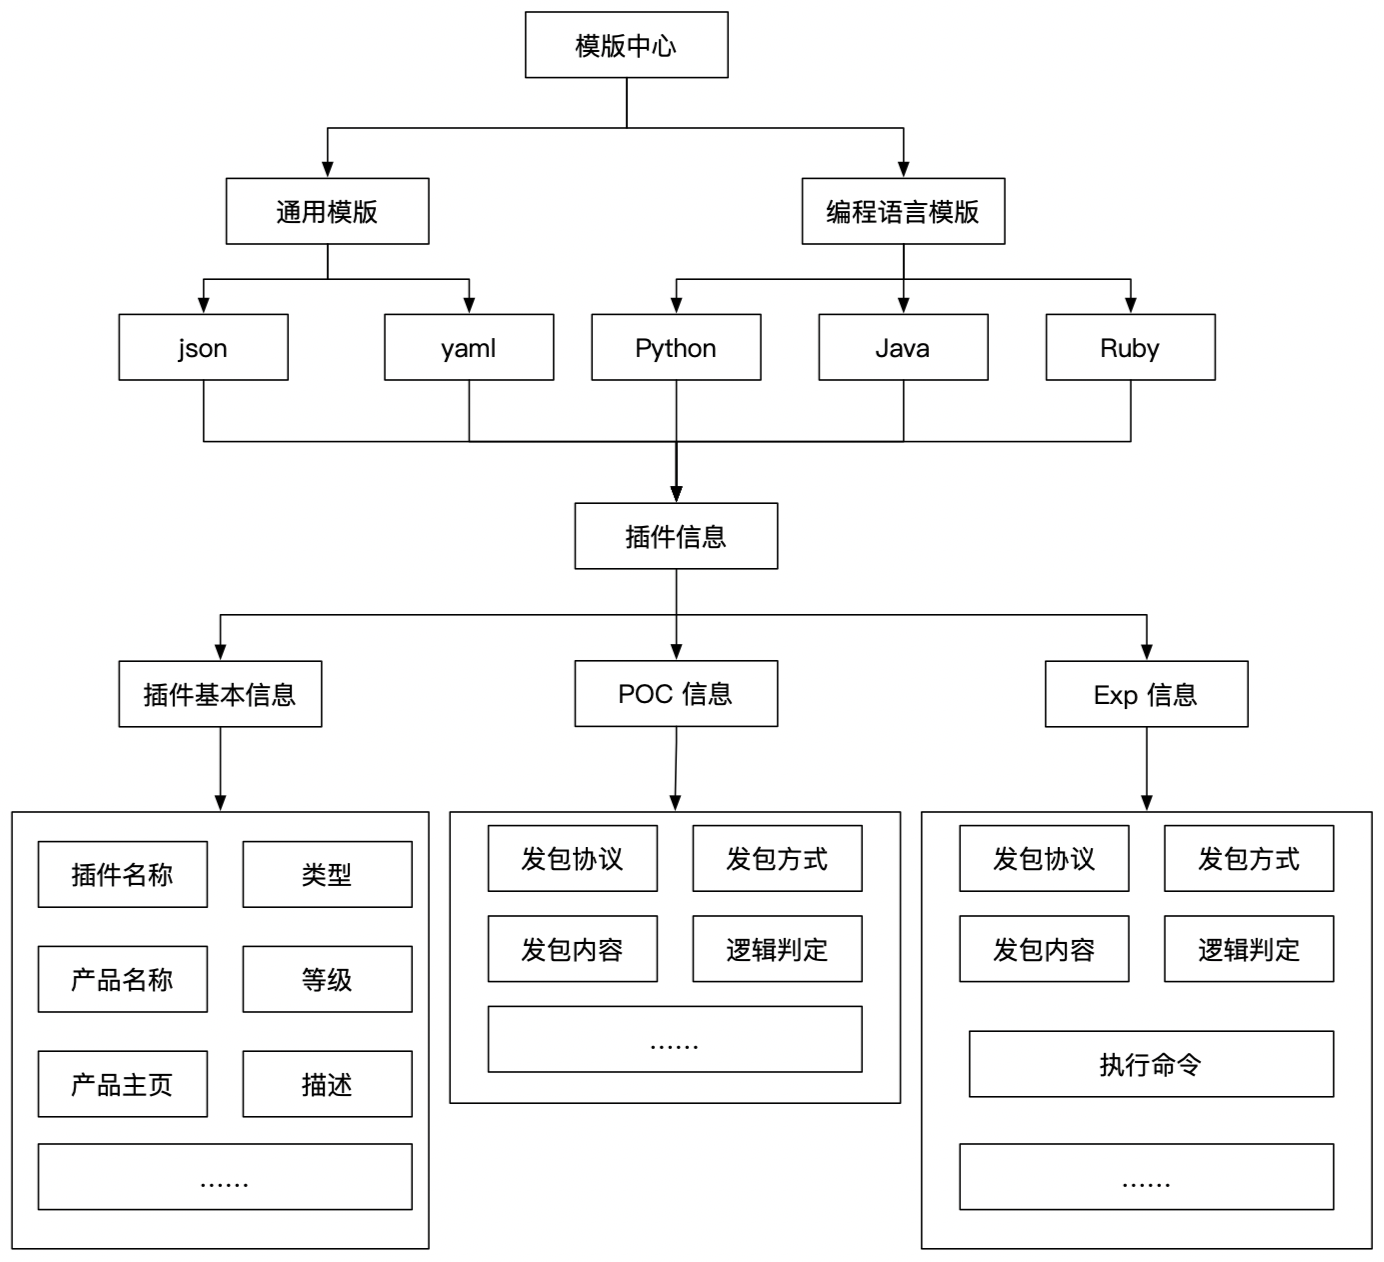 模版中心
通用模版
编程语言模版
json
yaml
Python
Java
Ruby
插件信息
插件基本信息
POC 信息
Exp 信息
插件名称
类型
产品名称
等级
产品主页
描述
……
发包协议
发包方式
发包内容
逻辑判定
……
发包协议
发包方式
发包内容
逻辑判定
执行命令
……